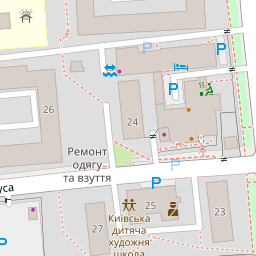 P
P
P
26
24
Ремонт
одягу
та взуття
P
уса
P
25
23
Київська
дитяча
художня
школа
27
P